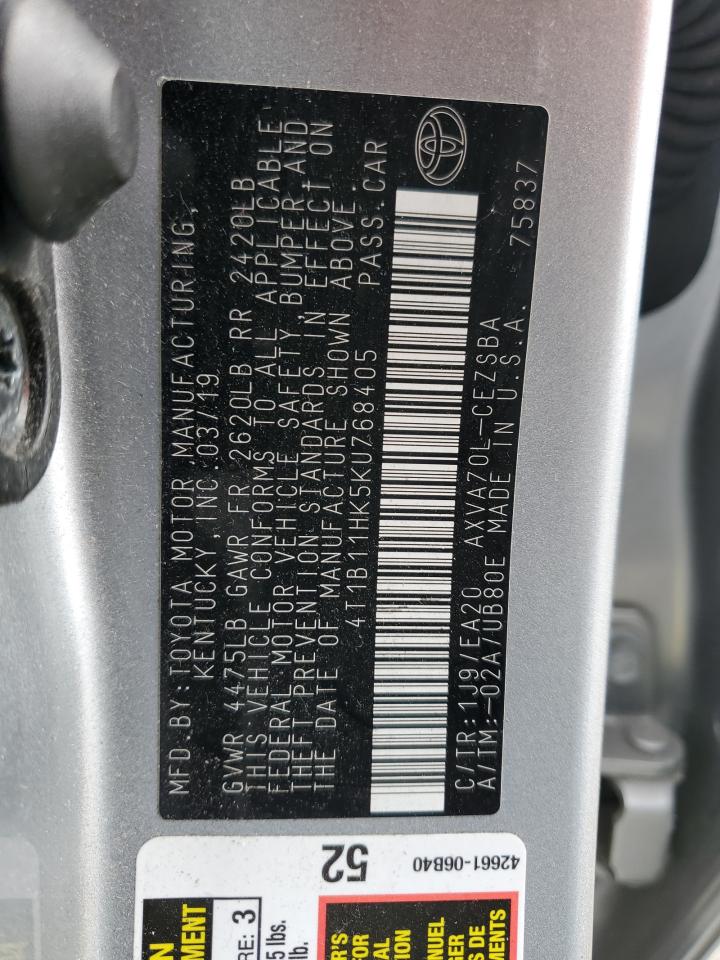 MFD.BY:TOYOTA MOTOR MANUFACTURING,
KENTUCKY,INC.03/19
GVWR 4475LB GAWR FR 2620LB RR 2420LB
THIS VEHICLE CONFORMS TO ALL APPLICABLE
FEDERAL MOTOR VEHICLE SAFETY,BUMPER,AND
THEFT PREVENTION STANDARDS IN EFFECT ON
THE DATE OF MANUFACTURE SHOWN ABOVE.
4T1B11HK5KU768405 PASS.CAR
C/TR:1J9/EA20 AXVA70L-CEZSBA
A/TM:-02A/UB80E MADE IN U.S.A. 75837
52
42661-06B40